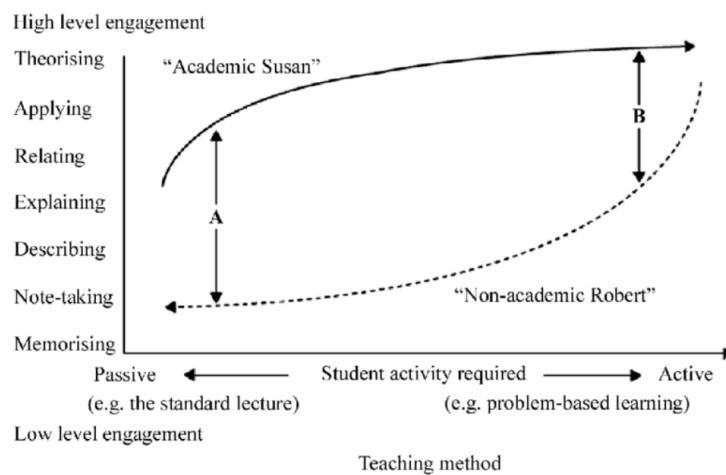 High level engagement
Theorising
"Academic Susan"
Applying
B
Relating
Explaining
A
Describing
Note-taking
"Non-academic Robert"
Memorising
Passive
Student activity required
Active
(e.g. the standard lecture)
(e.g. problem-based learning)
Low level engagement
Teaching method